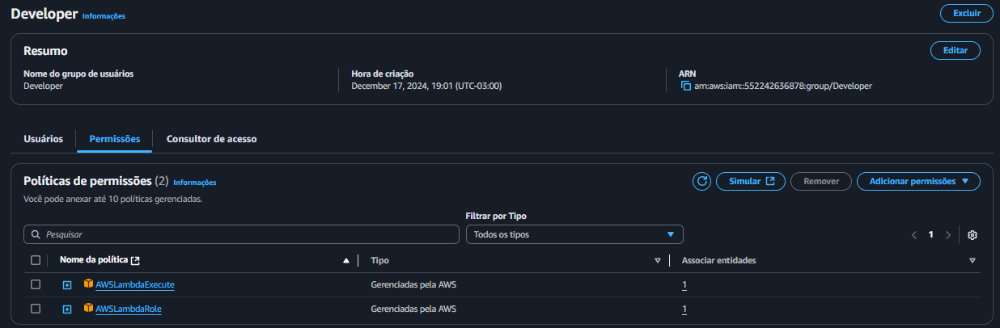 Developer Informações Excluir
Resumo Editar
Nome do grupo de usuários Hora de criação ARN
Developer December 17, 2024, 19:01 (UTC-03:00) arn:aws:iam::552242636878:group/Developer
Usuários Permissões Consultor de acesso
Políticas de permissões (2) Informações Simular Remover Adicionar permissões
Você pode anexar até 10 políticas gerenciadas.
Filtrar por Tipo
Pesquisar Todos os tipos 1
Nome da política Tipo Associar entidades
AWSLambdaExecute Gerenciadas pela AWS 1
AWSLambdaRole Gerenciadas pela AWS 1